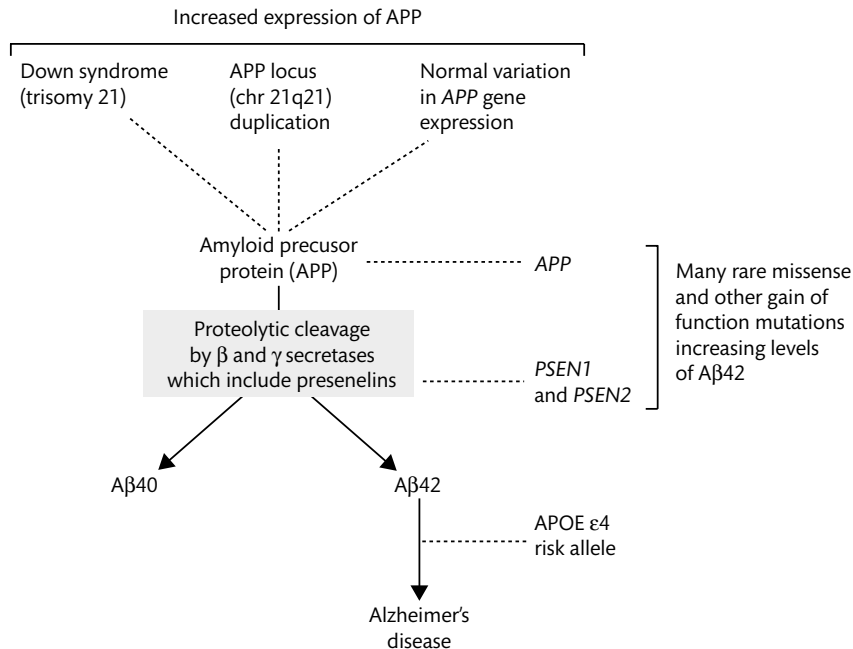 Increased expression of APP
Down syndrome
(trisomy 21)
APP locus
(chr 21q21)
duplication
Normal variation
in APP gene
expression
Amyloid precusor
protein (APP)
APP
Many rare missense
and other gain of
function mutations
increasing levels
of Aβ42
Proteolytic cleavage
by β and γ secretases
which include presenelins
PSEN1
and PSEN2
Aβ40
Aβ42
APOE ε4
risk allele
Alzheimer's
disease